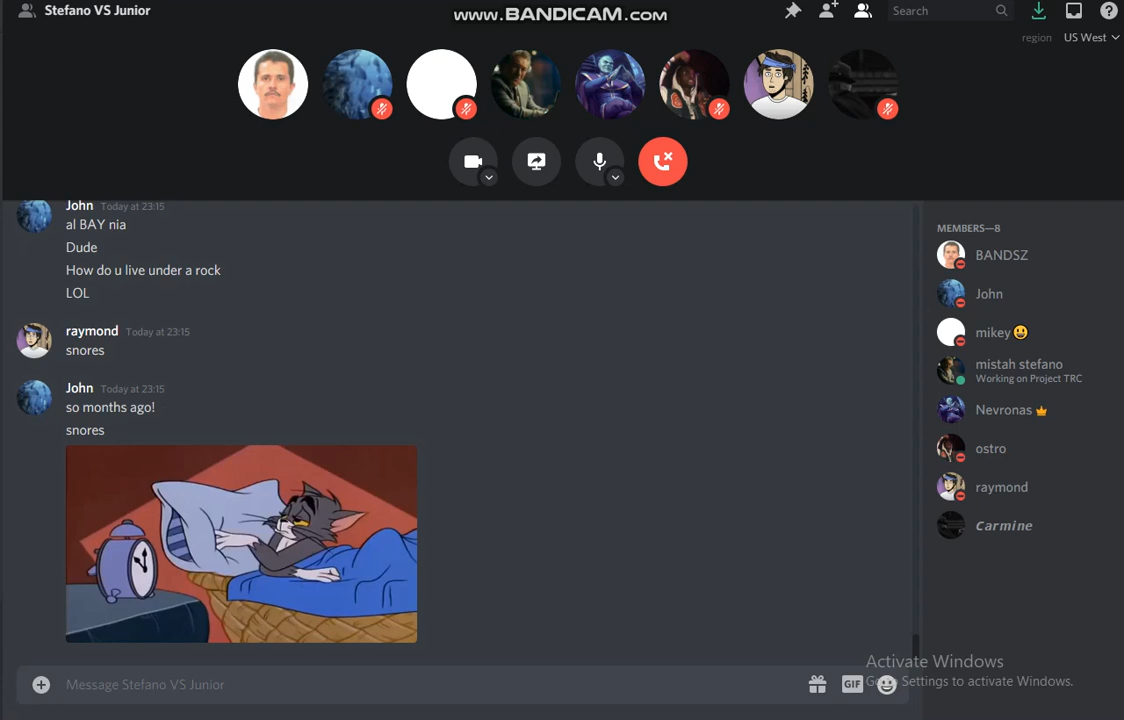 Stefano VS Junior
www.BANDICAM.com
Search
region US West
John Today at 23:15
al BAY nia
Dude
How do u live under a rock
LOL
raymond Today at 23:15
snores
John Today at 23:15
so months ago!
snores
Message Stefano VS Junior
GIF
MEMBERS—8
BANDSZ
John
mikey😃
mistah stefano
Working on Project TRC
Nevronas
ostro
raymond
Carmine
Activate Windows
Settings to activate Windows.